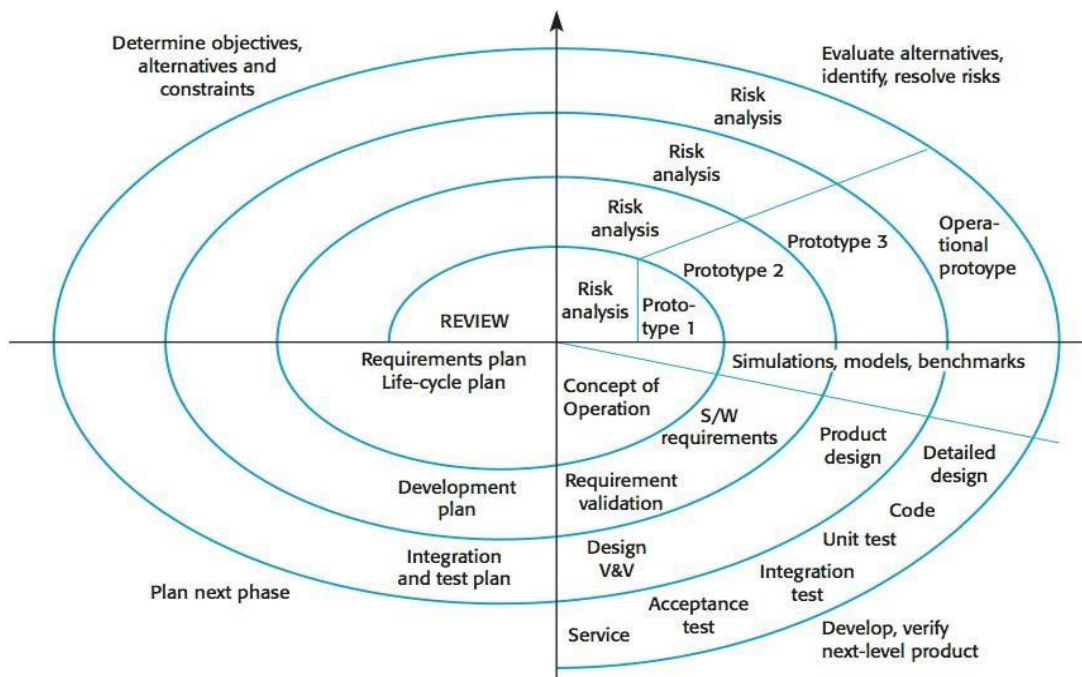 Determine objectives,
alternatives and
constraints
Evaluate alternatives,
identify, resolve risks
Risk
analysis
Risk
analysis
Risk
analysis
Risk
analysis
Proto-
type 1
Prototype 2
Prototype 3
Opera-
tional
protoype
REVIEW
Requirements plan
Life-cycle plan
Simulations, models, benchmarks
Concept of
Operation
S/W
requirements
Product
design
Detailed
design
Development
plan
Requirement
validation
Code
Unit test
Integration
and test plan
Design
V&V
Integration
test
Acceptance
test
Service
Plan next phase
Develop, verify
next-level product